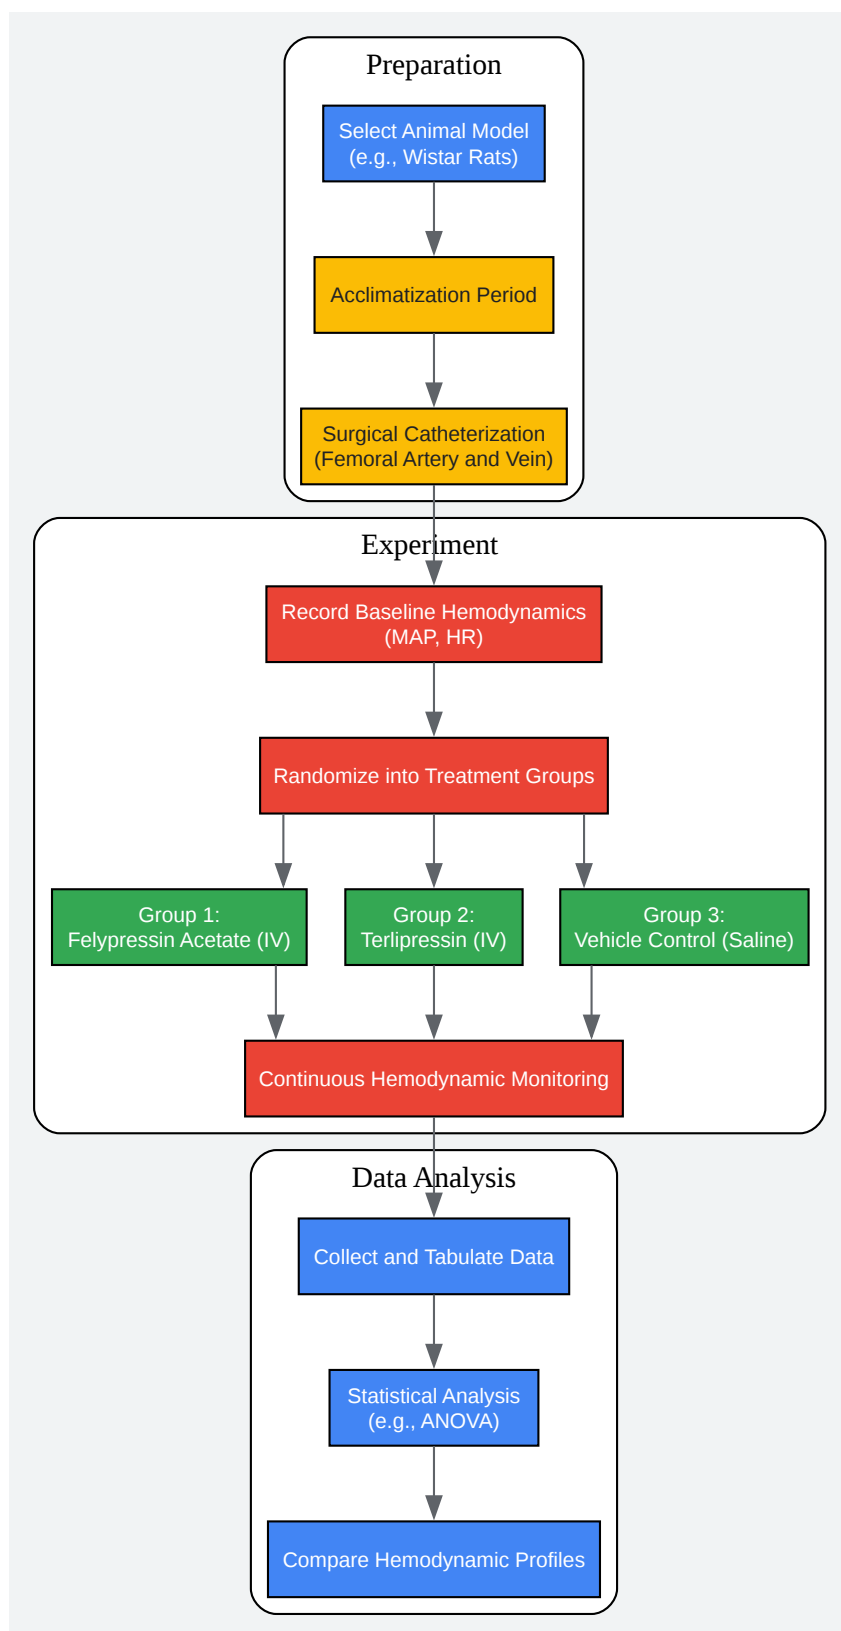 Preparation
Select Animal Model
(e.g., Wistar Rats)
Acclimatization Period
Surgical Catheterization
(Femoral Artery and Vein)
Experiment
Record Baseline Hemodynamics
(MAP, HR)
Randomize into Treatment Groups
Group 1:
Felypressin Acetate (IV)
Group 2:
Terlipressin (IV)
Group 3:
Vehicle Control (Saline)
Continuous Hemodynamic Monitoring
Data Analysis
Collect and Tabulate Data
Statistical Analysis
(e.g., ANOVA)
Compare Hemodynamic Profiles